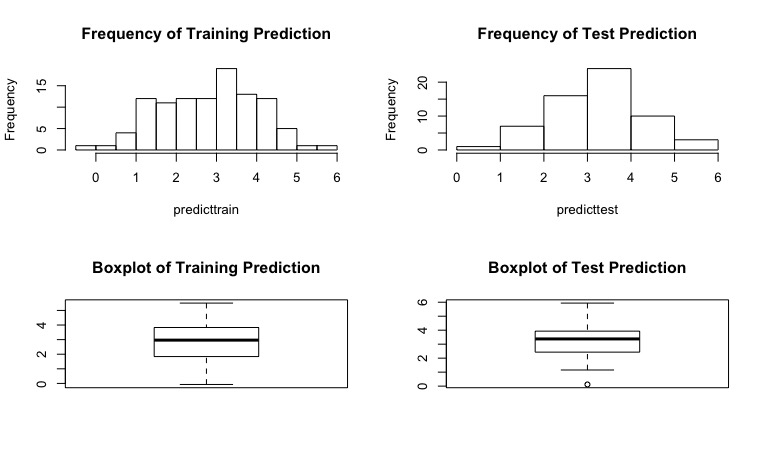 Frequency of Training Prediction
Frequency
15
5
0
0 1 2 3 4 5 6
predicttrain
Frequency of Test Prediction
Frequency
20
10
0
0 1 2 3 4 5 6
predicttest
Boxplot of Training Prediction
4
2
0
Boxplot of Test Prediction
6
4
2
0